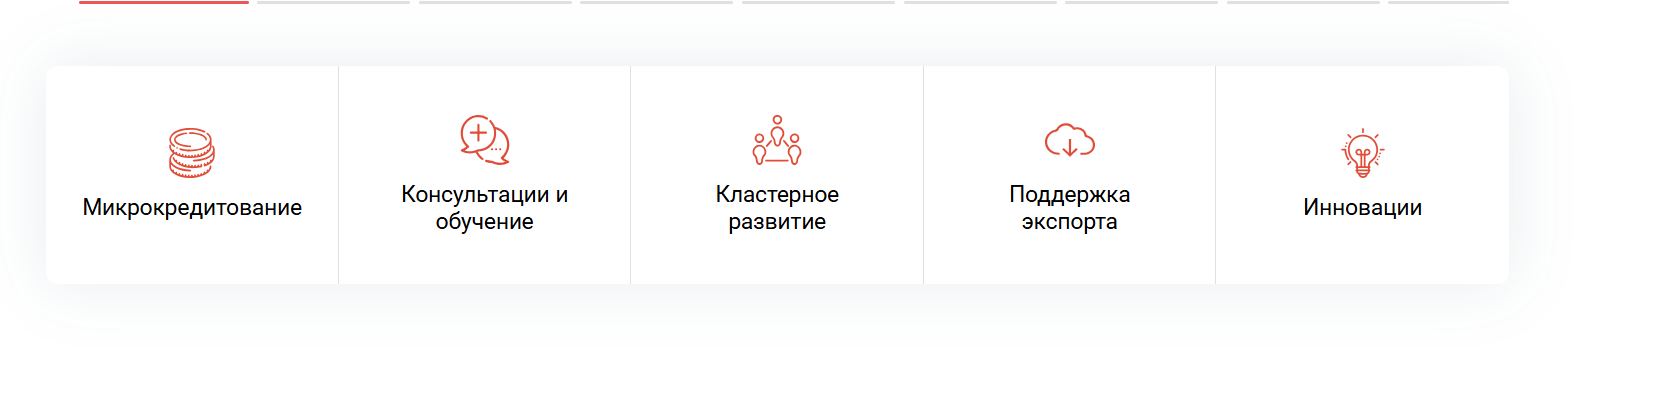 Микрокредитование
Консультации и
обучение
Кластерное
развитие
Поддержка
экспорта
Инновации